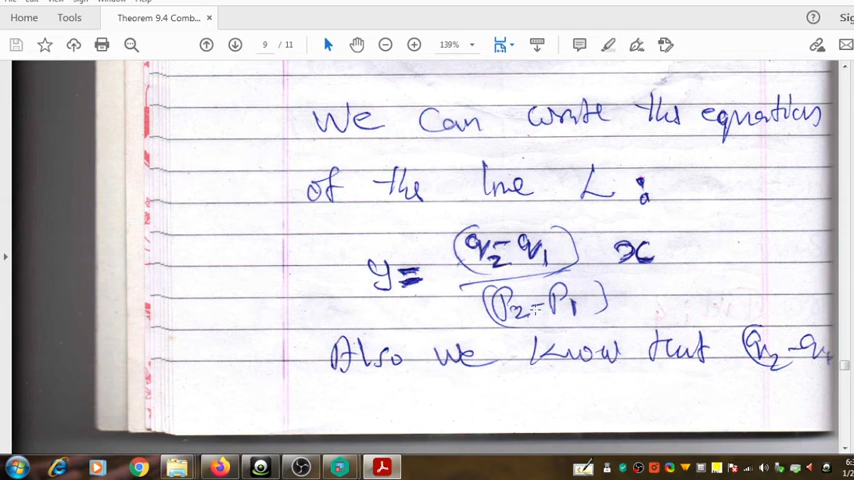 Home Tools Theorem 9.4 Comb... ×
9 / 11 139%
We can write the equation
of the line L :
y = (q2 - q1) x
(P2 - P1)
Also we know that (q2 - q1